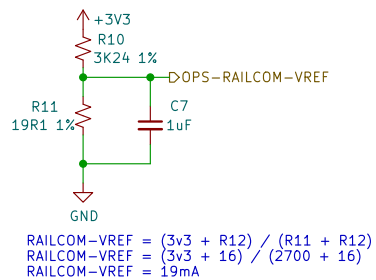 +3V3
R10
3K24 1%
OPS-RAILCOM-VREF
R11
19R1 1%
C7
1uF
GND
RAILCOM-VREF = (3v3 + R12) / (R11 + R12)
RAILCOM-VREF = (3v3 + 16) / (2700 + 16)
RAILCOM-VREF = 19mA